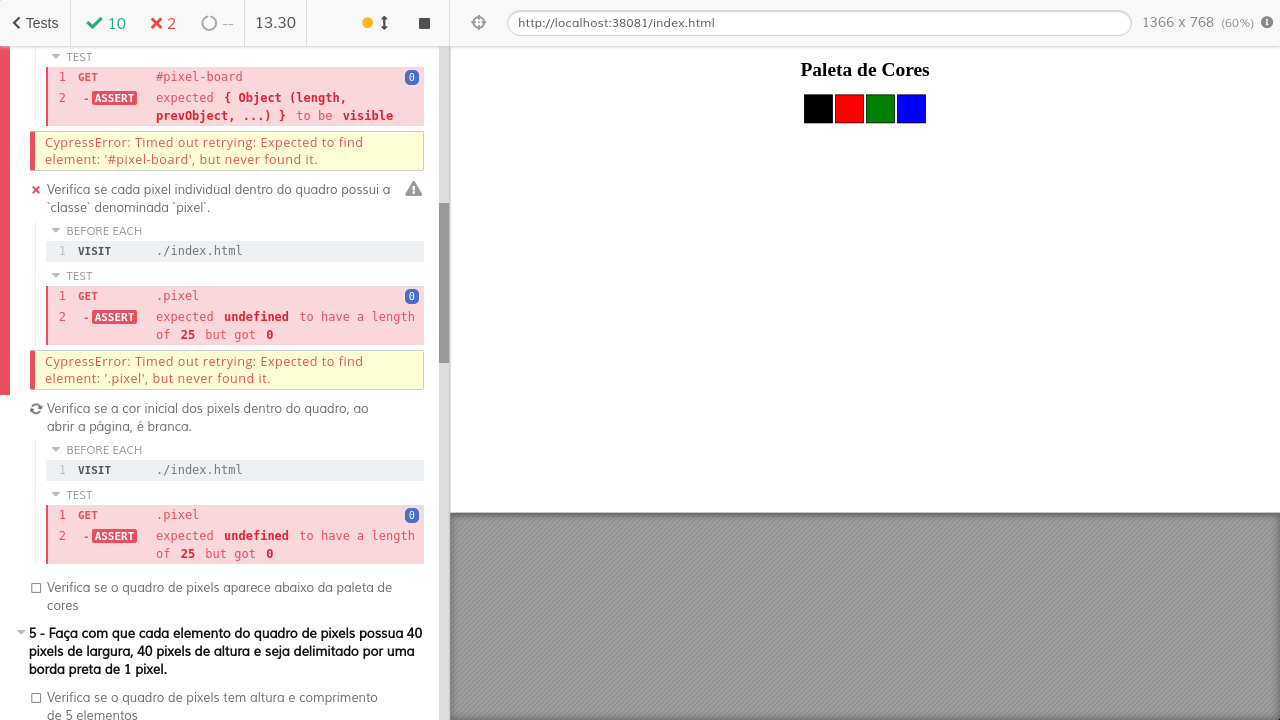 Tests 10 2 -- 13.30 http://localhost:38081/index.html 1366 x 768 (60%)
TEST
1 GET #pixel-board 0
2 -ASSERT expected { Object (length,
prevObject, ...) } to be visible
CypressError: Timed out retrying: Expected to find
element: '#pixel-board', but never found it.
Verifica se cada pixel individual dentro do quadro possui a
`classe` denominada `pixel`.
BEFORE EACH
1 VISIT ./index.html
TEST
1 GET .pixel 0
2 -ASSERT expected undefined to have a length
of 25 but got 0
CypressError: Timed out retrying: Expected to find
element: '.pixel', but never found it.
Verifica se a cor inicial dos pixels dentro do quadro, ao
abrir a página, é branca.
BEFORE EACH
1 VISIT ./index.html
TEST
1 GET .pixel 0
2 -ASSERT expected undefined to have a length
of 25 but got 0
Verifica se o quadro de pixels aparece abaixo da paleta de
cores
5 - Faça com que cada elemento do quadro de pixels possua 40
pixels de largura, 40 pixels de altura e seja delimitado por uma
borda preta de 1 pixel.
Verifica se o quadro de pixels tem altura e comprimento
de 5 elementos
Paleta de Cores